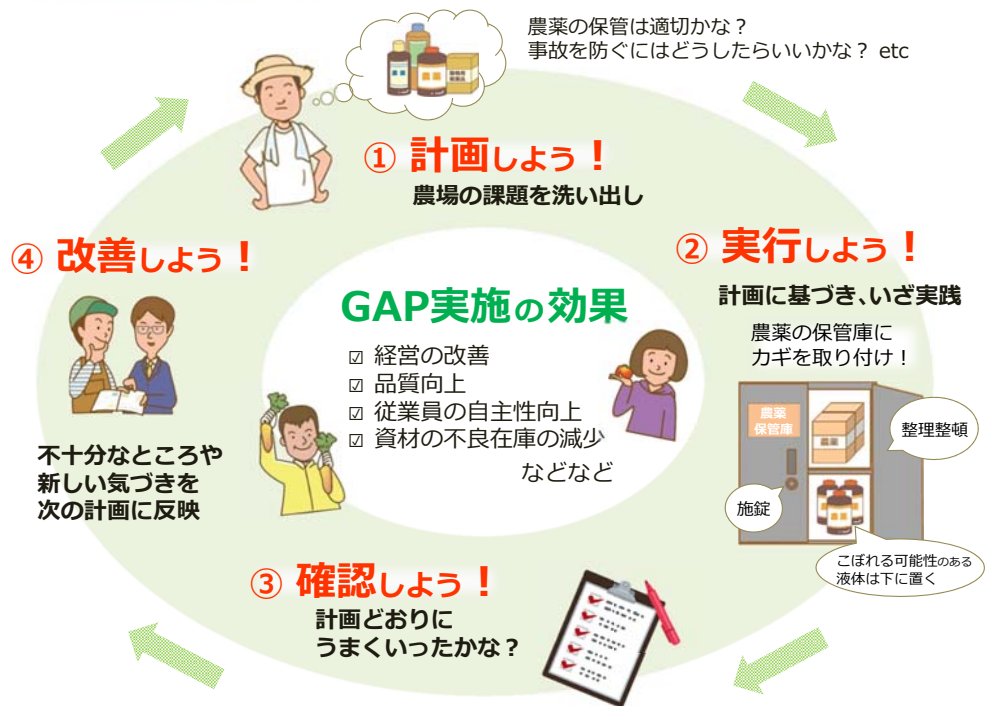 農薬の保管は適切かな？
事故を防ぐにはどうしたらいいかな？ etc
① 計画しよう！
農場の課題を洗い出し
② 実行しよう！
計画に基づき､いざ実践
農薬の保管庫に
カギを取り付け！
農薬
保管庫
農薬
整理整頓
施錠
こぼれる可能性のある
液体は下に置く
③ 確認しよう！
計画どおりに
うまくいったかな？
④ 改善しよう！
不十分なところや
新しい気づきを
次の計画に反映
GAP実施の効果
☑ 経営の改善
☑ 品質向上
☑ 従業員の自主性向上
☑ 資材の不良在庫の減少
などなど